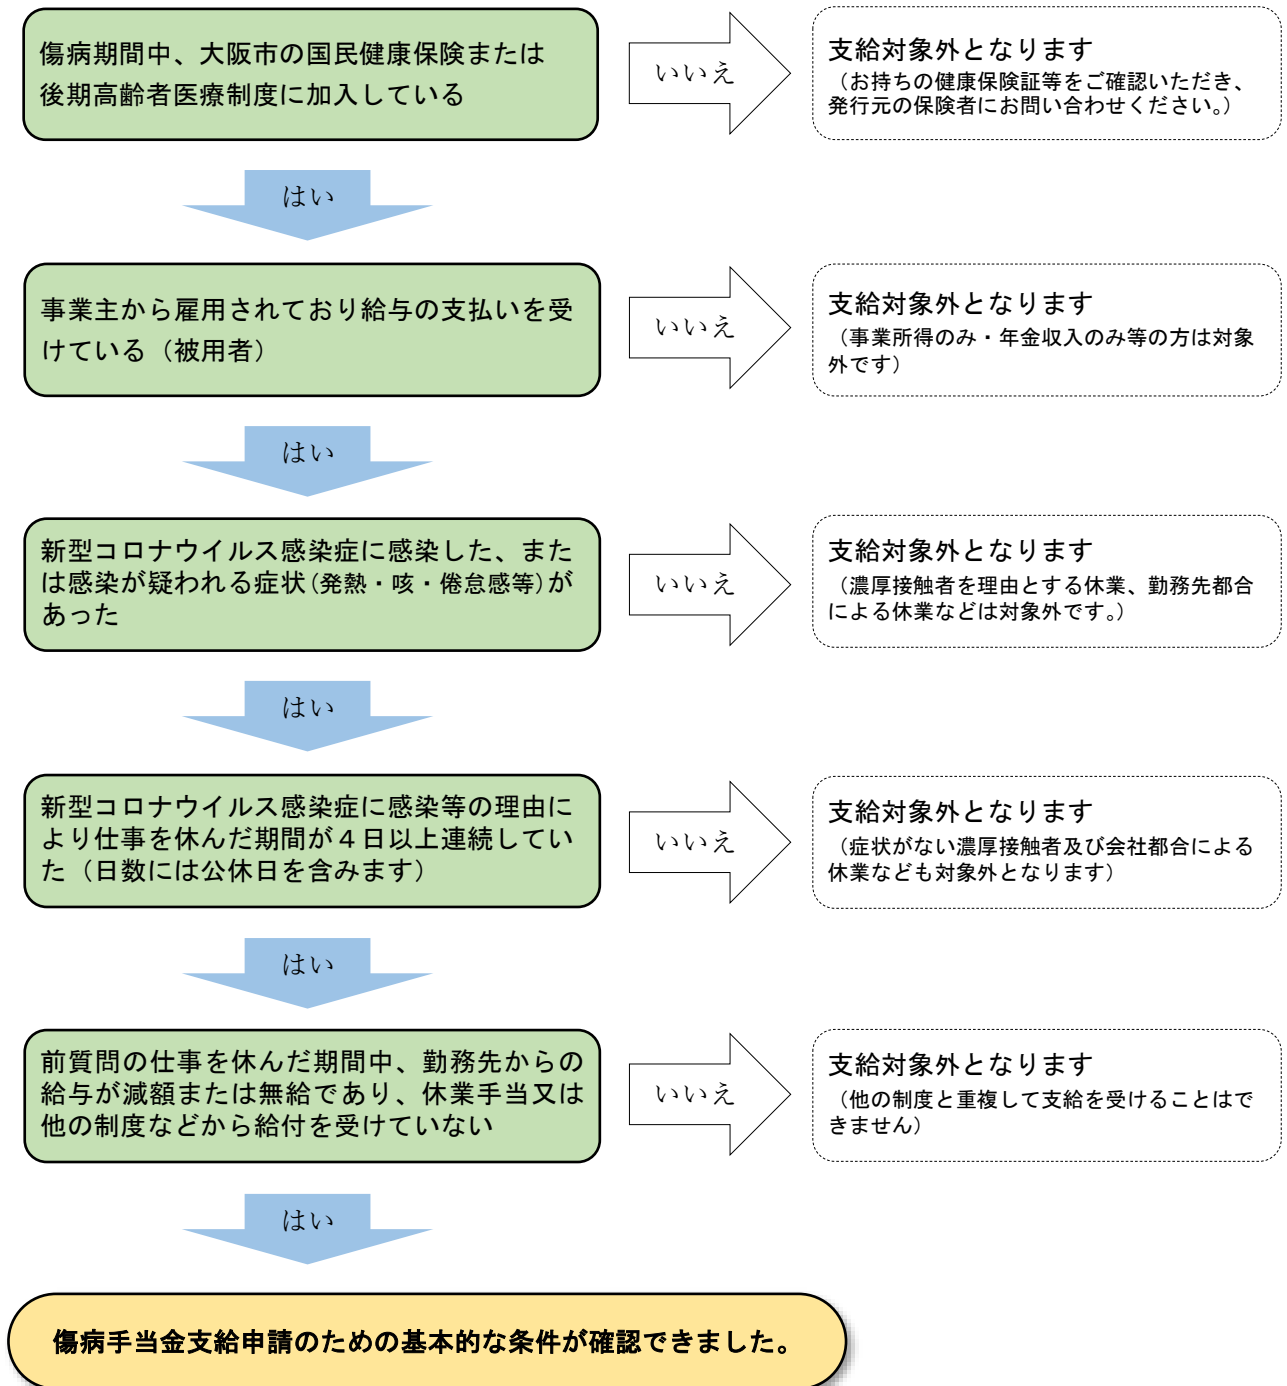 傷病期間中、大阪市の国民健康保険または
後期高齢者医療制度に加入している
いいえ
支給対象外となります
（お持ちの健康保険証等をご確認いただき、
発行元の保険者にお問い合わせください。）
はい
事業主から雇用されており給与の支払いを受
けている（被用者）
いいえ
支給対象外となります
（事業所得のみ・年金収入のみ等の方は対象
外です）
はい
新型コロナウイルス感染症に感染した、また
は感染が疑われる症状(発熱・咳・倦怠感等)が
あった
いいえ
支給対象外となります
（濃厚接触者を理由とする休業、勤務先都合
による休業などは対象外です。）
はい
新型コロナウイルス感染症に感染等の理由に
より仕事を休んだ期間が４日以上連続してい
た（日数には公休日を含みます）
いいえ
支給対象外となります
（症状がない濃厚接触者及び会社都合による
休業なども対象外となります）
はい
前質問の仕事を休んだ期間中、勤務先からの
給与が減額または無給であり、休業手当又は
他の制度などから給付を受けていない
いいえ
支給対象外となります
（他の制度と重複して支給を受けることはで
きません）
はい
傷病手当金支給申請のための基本的な条件が確認できました。